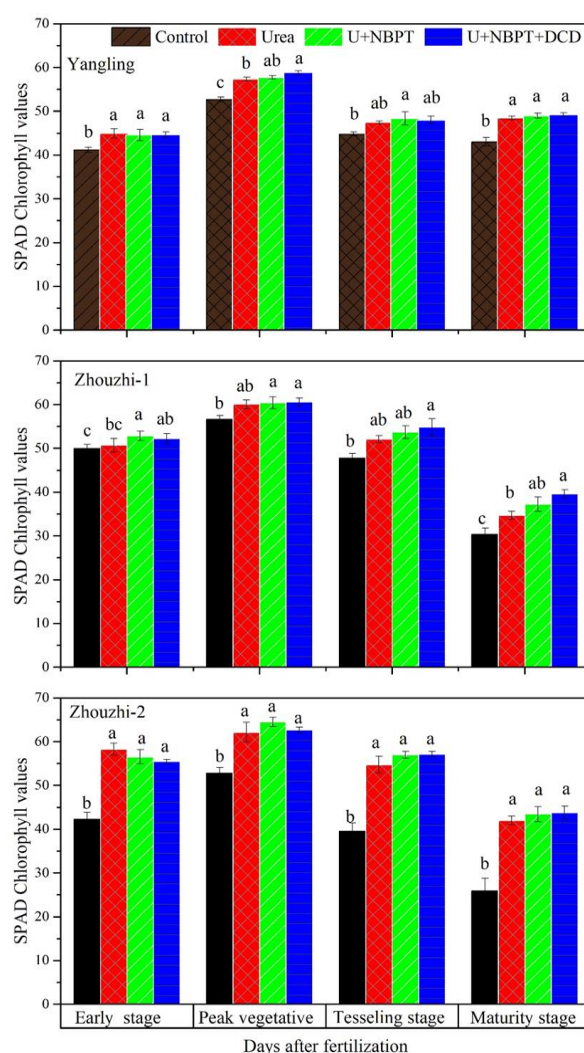 Control Urea U+NBPT U+NBPT+DCD
Yangling
SPAD Chlorophyll values
70
60
50
40
30
20
10
0
b a a a
c b ab a
b ab a ab
b a a a
Zhouzhi-1
SPAD Chlrophyll values
70
60
50
40
30
20
10
0
c bc a ab
b ab a a
b ab ab a
c b ab a
Zhouzhi-2
SPAD Chlorophyll values
70
60
50
40
30
20
10
0
b a a a
b a a a
b a a a
b a a a
Early stage Peak vegetative Tesseling stage Maturity stage
Days after fertilization